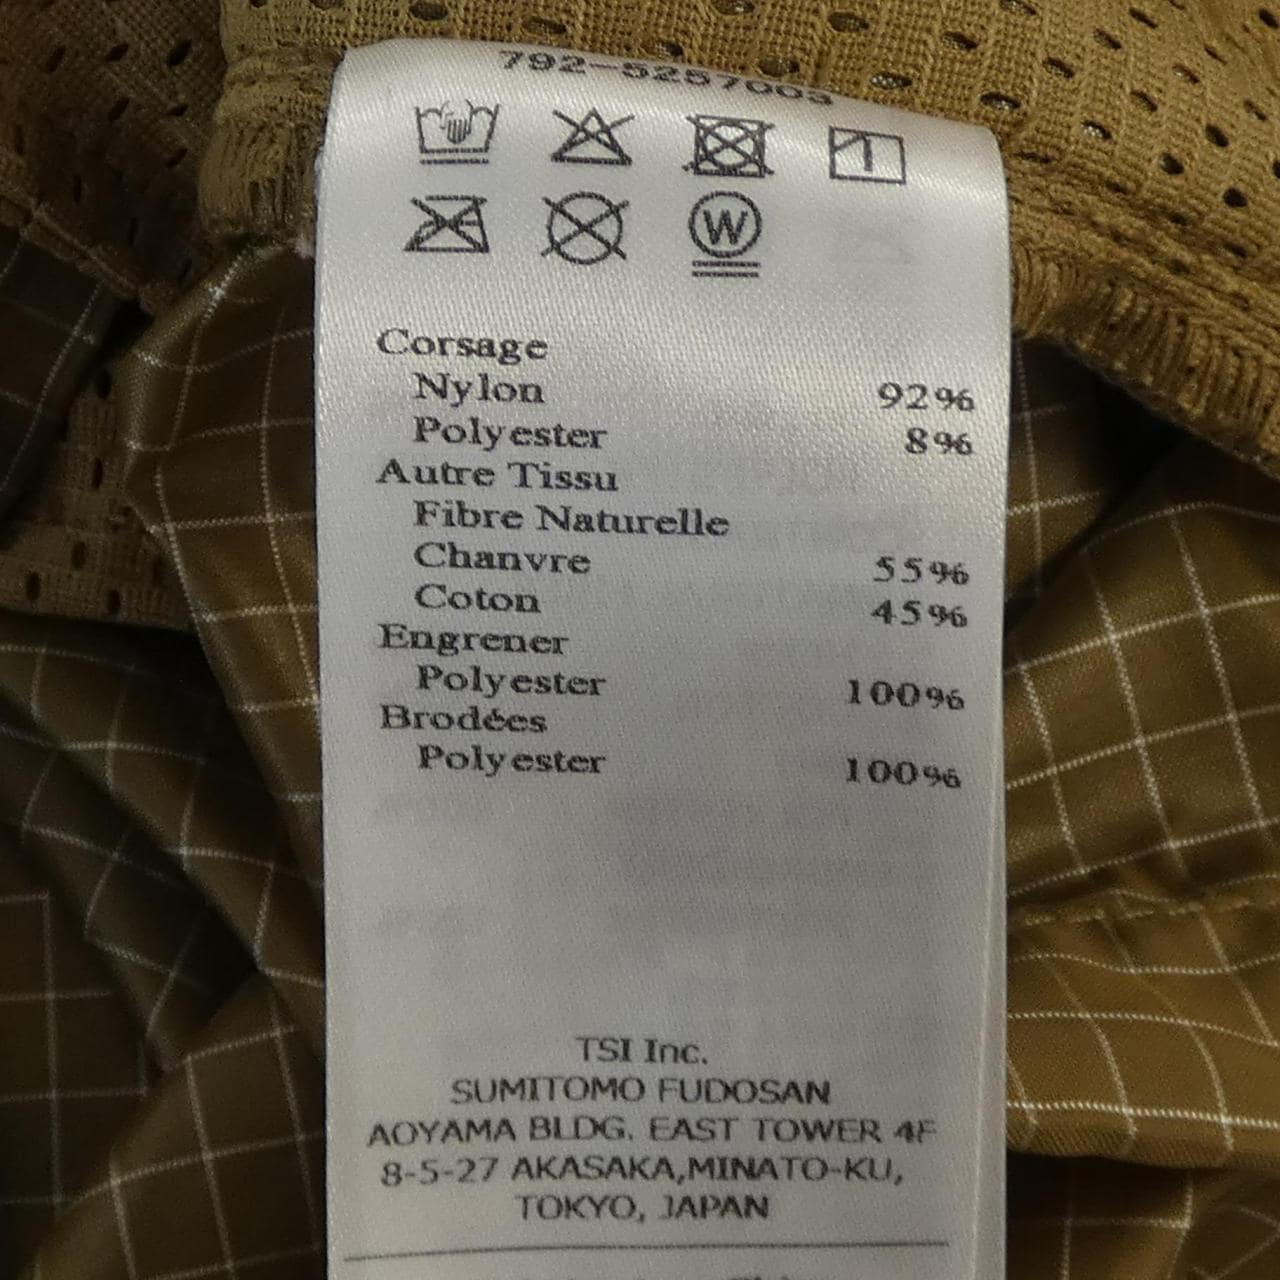 792-5257003
W
Corsage
Nylon 92%
Polyester 8%
Autre Tissu
Fibre Naturelle
Chanvre 55%
Coton 45%
Engrener
Polyester 100%
Brodées
Polyester 100%
TSI Inc.
SUMITOMO FUDOSAN
AOYAMA BLDG. EAST TOWER 4F
8-5-27 AKASAKA,MINATO-KU,
TOKYO, JAPAN